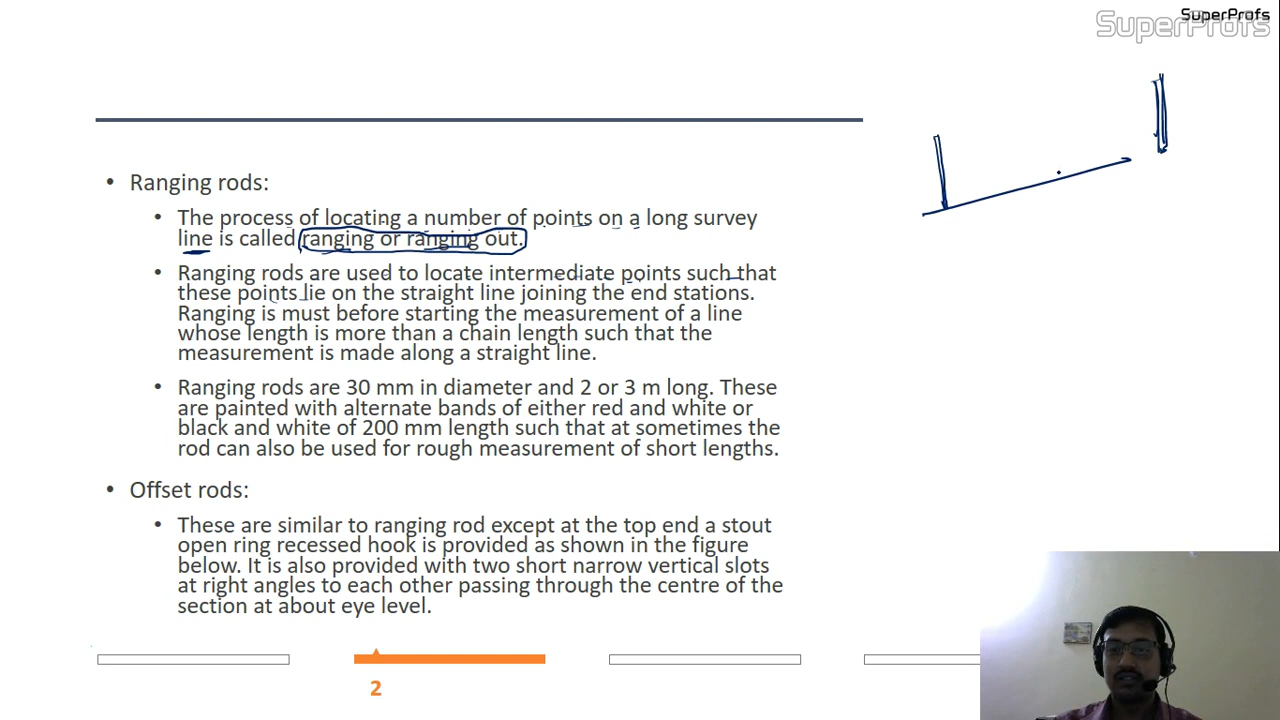 SuperProfs
SuperProfs
• Ranging rods:
• The process of locating a number of points on a long survey
line is called ranging or ranging out.
• Ranging rods are used to locate intermediate points such that
these points lie on the straight line joining the end stations.
Ranging is must before starting the measurement of a line
whose length is more than a chain length such that the
measurement is made along a straight line.
• Ranging rods are 30 mm in diameter and 2 or 3 m long. These
are painted with alternate bands of either red and white or
black and white of 200 mm length such that at sometimes the
rod can also be used for rough measurement of short lengths.
• Offset rods:
• These are similar to ranging rod except at the top end a stout
open ring recessed hook is provided as shown in the figure
below. It is also provided with two short narrow vertical slots
at right angles to each other passing through the centre of the
section at about eye level.
2